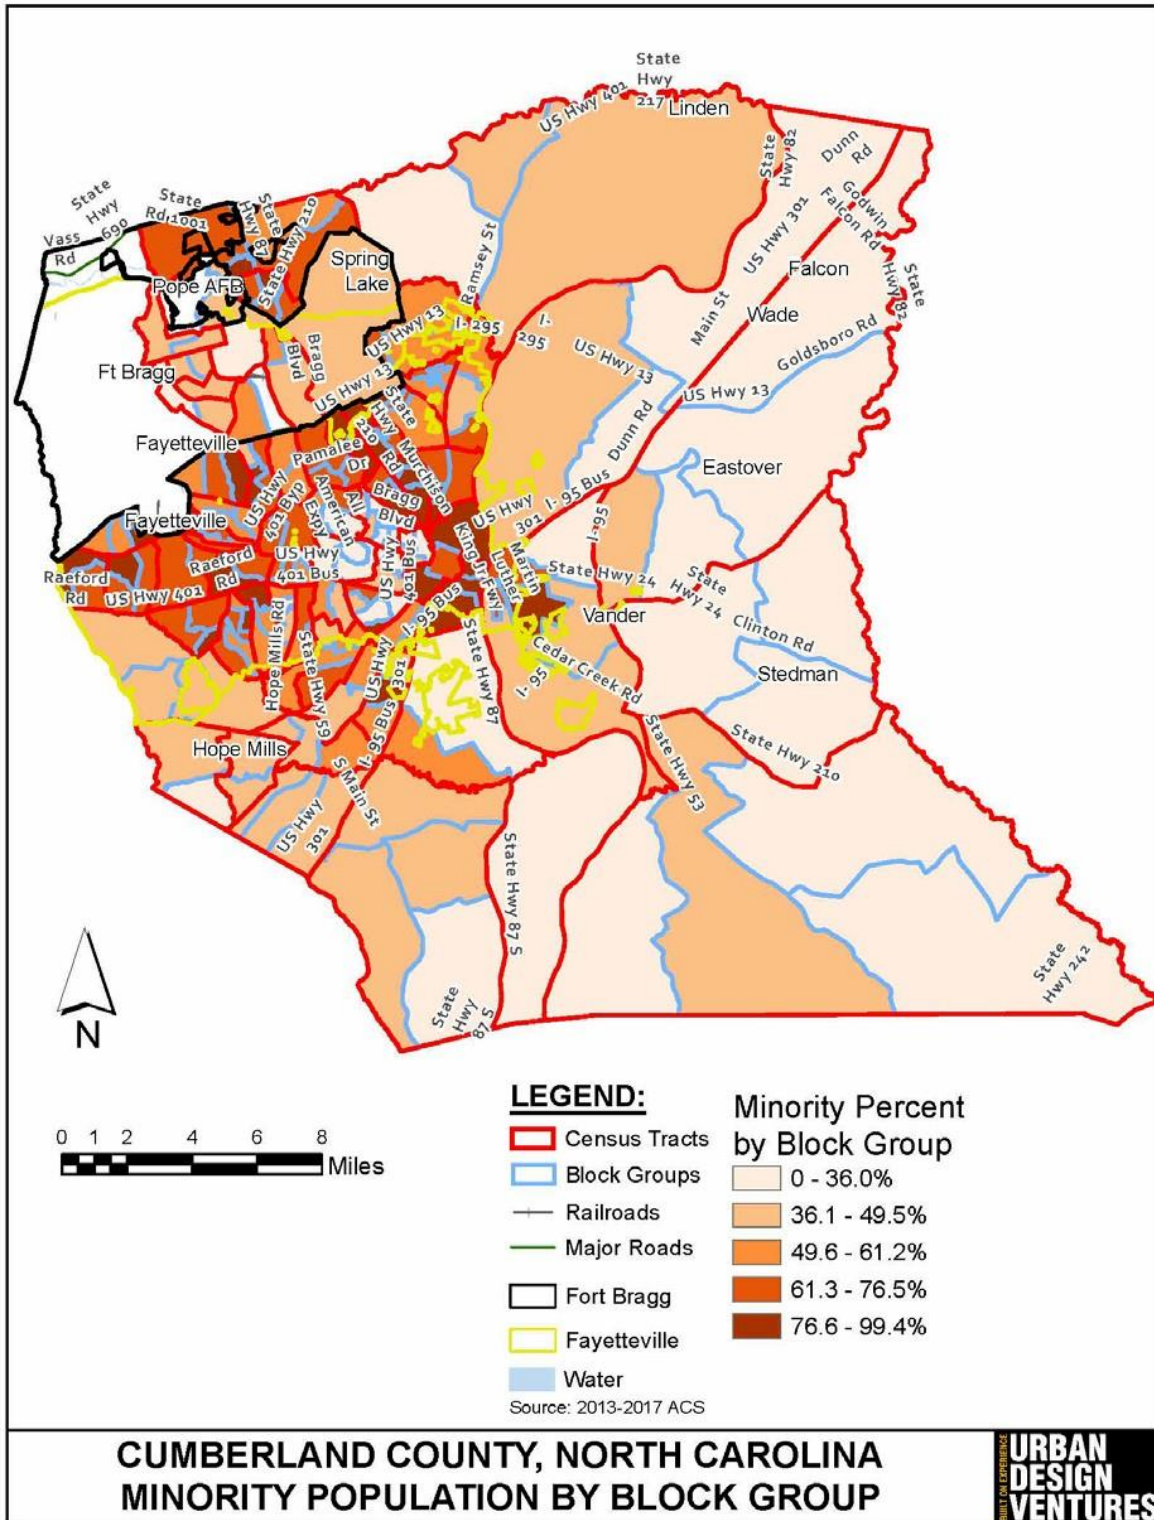 State
Hwy
217
US Hwy 401
Linden
State
Hwy 82
Dunn
Rd
State
Hwy
690
State
Rd 1001
State
Hwy 87
State Hwy 210
Vass
Rd
Ramsey St
US Hwy 301
Godwin
Falcon Rd
Spring
Lake
Pope AFB
Falcon
State
Hwy 82
Main St
Wade
I-
295
I- 295
US Hwy 13
US Hwy 13
Goldsboro Rd
Bragg
Blvd
Ft Bragg
US Hwy 13
US Hwy 13
State
Hwy
210
Dunn Rd
Fayetteville
Pamalee
Dr
Murchison
Rd
Eastover
US Hwy
401 Byp
All
American
Expy
Bragg
Blvd
US Hwy
301
I- 95 Bus
Fayetteville
I- 95
Raeford
Rd
US Hwy
401 Bus
US Hwy
401 Bus
Martin
Luther
King Jr Fwy
State Hwy 24
State
Hwy 24
Raeford
Rd
US Hwy 401
I- 95 Bus
Vander
Clinton Rd
Hope Mills Rd
State Hwy 59
US Hwy
301
State Hwy 87
Cedar Creek Rd
I- 95
Stedman
Hope Mills
I- 95 Bus
State Hwy 53
State Hwy 210
S Main St
US Hwy
301
State Hwy 87 S
State
Hwy
87 S
State
Hwy 242
N
0 1 2 4 6 8
Miles
LEGEND:
Census Tracts
Block Groups
Railroads
Major Roads
Fort Bragg
Fayetteville
Water
Source: 2013-2017 ACS
Minority Percent
by Block Group
0 - 36.0%
36.1 - 49.5%
49.6 - 61.2%
61.3 - 76.5%
76.6 - 99.4%
CUMBERLAND COUNTY, NORTH CAROLINA
MINORITY POPULATION BY BLOCK GROUP
BUILT ON EXPERIENCE
URBAN
DESIGN
VENTURES